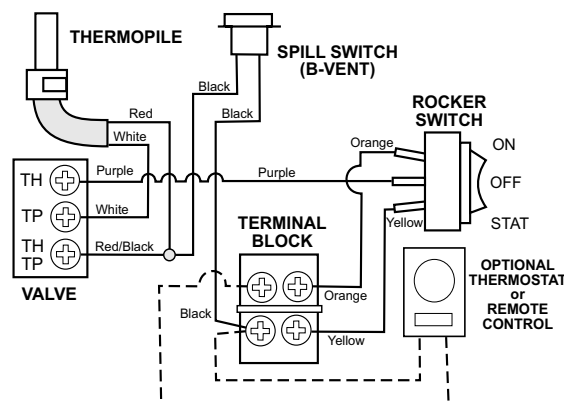 THERMOPILE
SPILL SWITCH
(B-VENT)
Black
Red
Black
White
ROCKER
SWITCH
Orange
ON
TH
Purple
Purple
OFF
TP
White
Yellow
STAT
TH
TP
Red/Black
TERMINAL
BLOCK
VALVE
OPTIONAL
THERMOSTAT
or
REMOTE
CONTROL
Orange
Black
Yellow